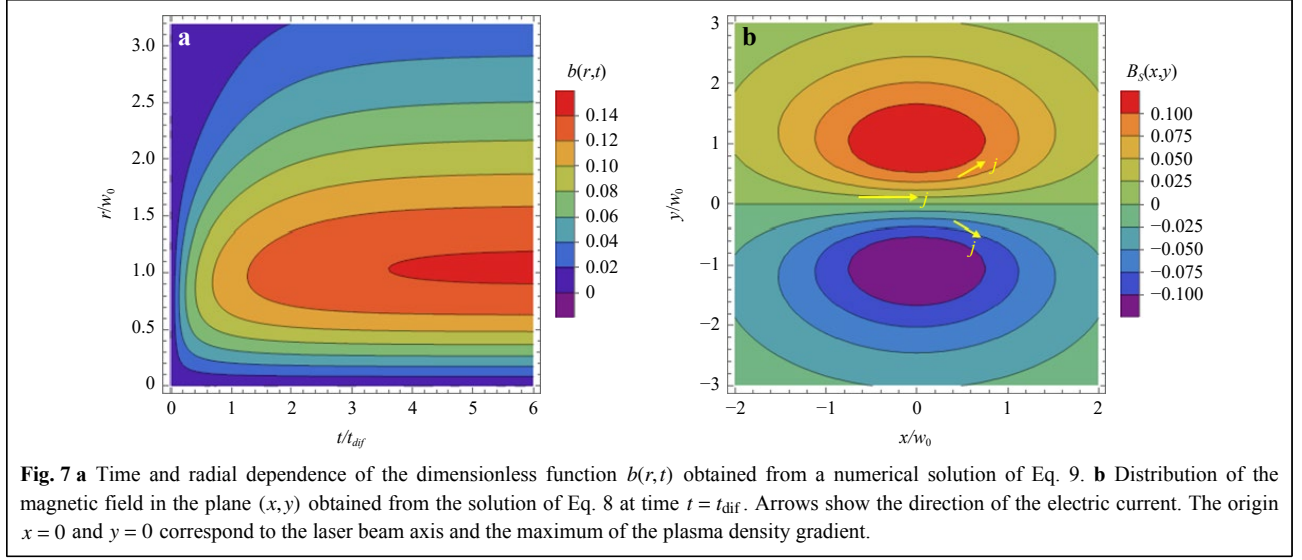 a
b(r,t)
0.14
0.12
0.10
0.08
0.06
0.04
0.02
0
r/w₀
3.0
2.5
2.0
1.5
1.0
0.5
0
0 1 2 3 4 5 6
t/t_dif
b
B_S(x,y)
0.100
0.075
0.050
0.025
0
−0.025
−0.050
−0.075
−0.100
y/w₀
3
2
1
0
−1
−2
−3
j
j
j
−2 −1 0 1 2
x/w₀
Fig. 7 a Time and radial dependence of the dimensionless function b(r,t) obtained from a numerical solution of Eq. 9. b Distribution of the
magnetic field in the plane (x,y) obtained from the solution of Eq. 8 at time t = t_dif. Arrows show the direction of the electric current. The origin
x = 0 and y = 0 correspond to the laser beam axis and the maximum of the plasma density gradient.